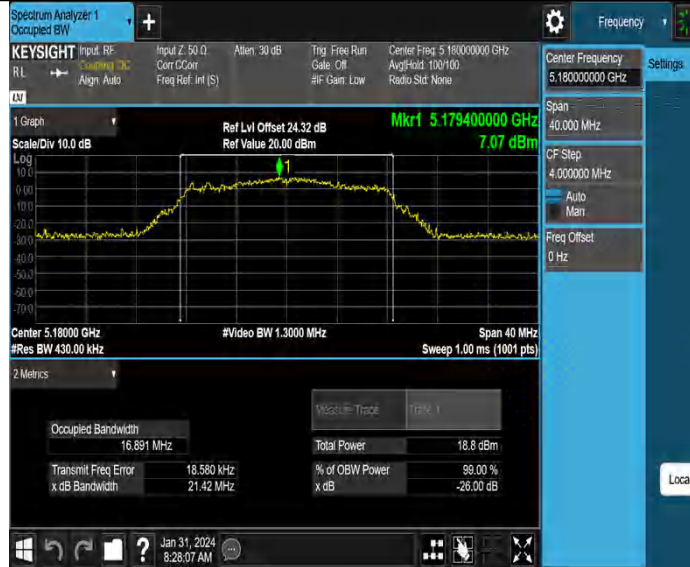 Spectrum Analyzer 1
Occupied BW
+
Frequency
KEYSIGHT
RL
Input: RF
Coupling: DC
Align: Auto
Input Z: 50 Ω
Corr CCorr
Freq Ref: Int (S)
Atten: 30 dB
Trig: Free Run
Gate: Off
#IF Gain: Low
Center Freq: 5.180000000 GHz
Avg|Hold: 100/100
Radio Std: None
LXI
1 Graph
Scale/Div 10.0 dB
Ref Lvl Offset 24.32 dB
Ref Value 20.00 dBm
Mkr1 5.179400000 GHz
7.07 dBm
Log
10.0
0.00
-10.0
-20.0
-30.0
-40.0
-50.0
-60.0
-70.0
1
Center 5.18000 GHz
#Res BW 430.00 kHz
#Video BW 1.3000 MHz
Span 40 MHz
Sweep 1.00 ms (1001 pts)
2 Metrics
Measure Trace
Trace 1
Occupied Bandwidth
16.891 MHz
Total Power
18.8 dBm
Transmit Freq Error
18.580 kHz
% of OBW Power
99.00 %
x dB Bandwidth
21.42 MHz
x dB
-26.00 dB
Center Frequency
5.180000000 GHz
Settings
Span
40.000 MHz
CF Step
4.000000 MHz
Auto
Man
Freq Offset
0 Hz
Loca
?
Jan 31, 2024
8:28:07 AM